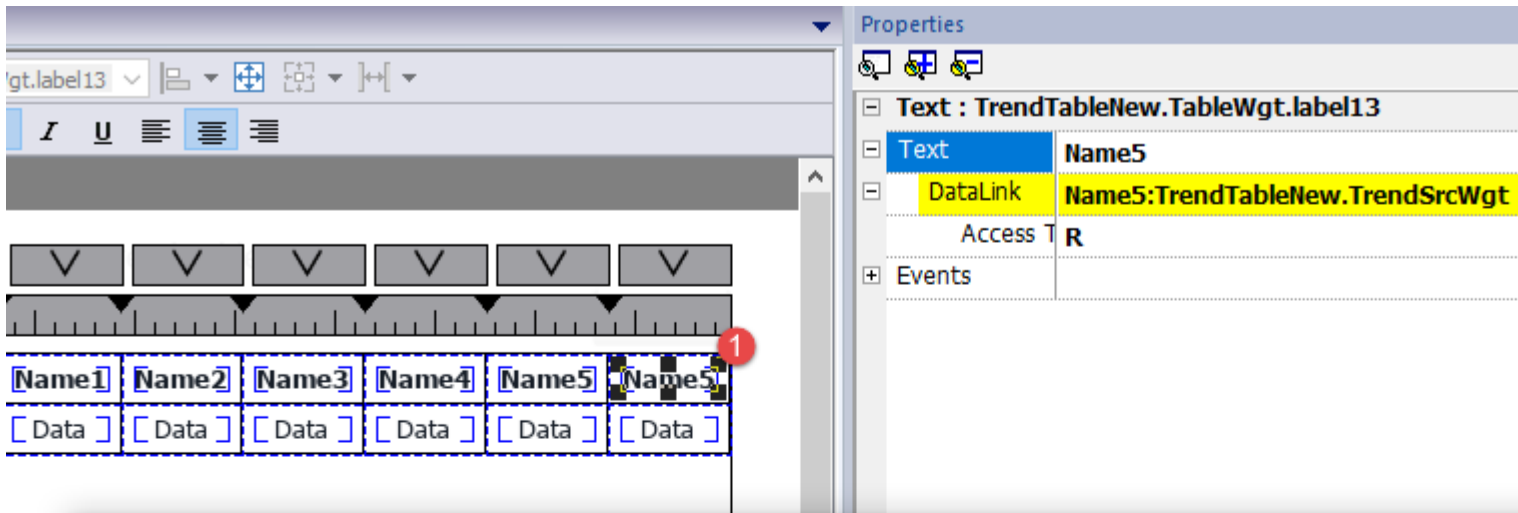 Properties
gt.label13
I U
Text : TrendTableNew.TableWgt.label13
Text Name5
DataLink Name5:TrendTableNew.TrendSrcWgt
Access T R
Events
1
Name1 Name2 Name3 Name4 Name5 Name5
Data Data Data Data Data Data